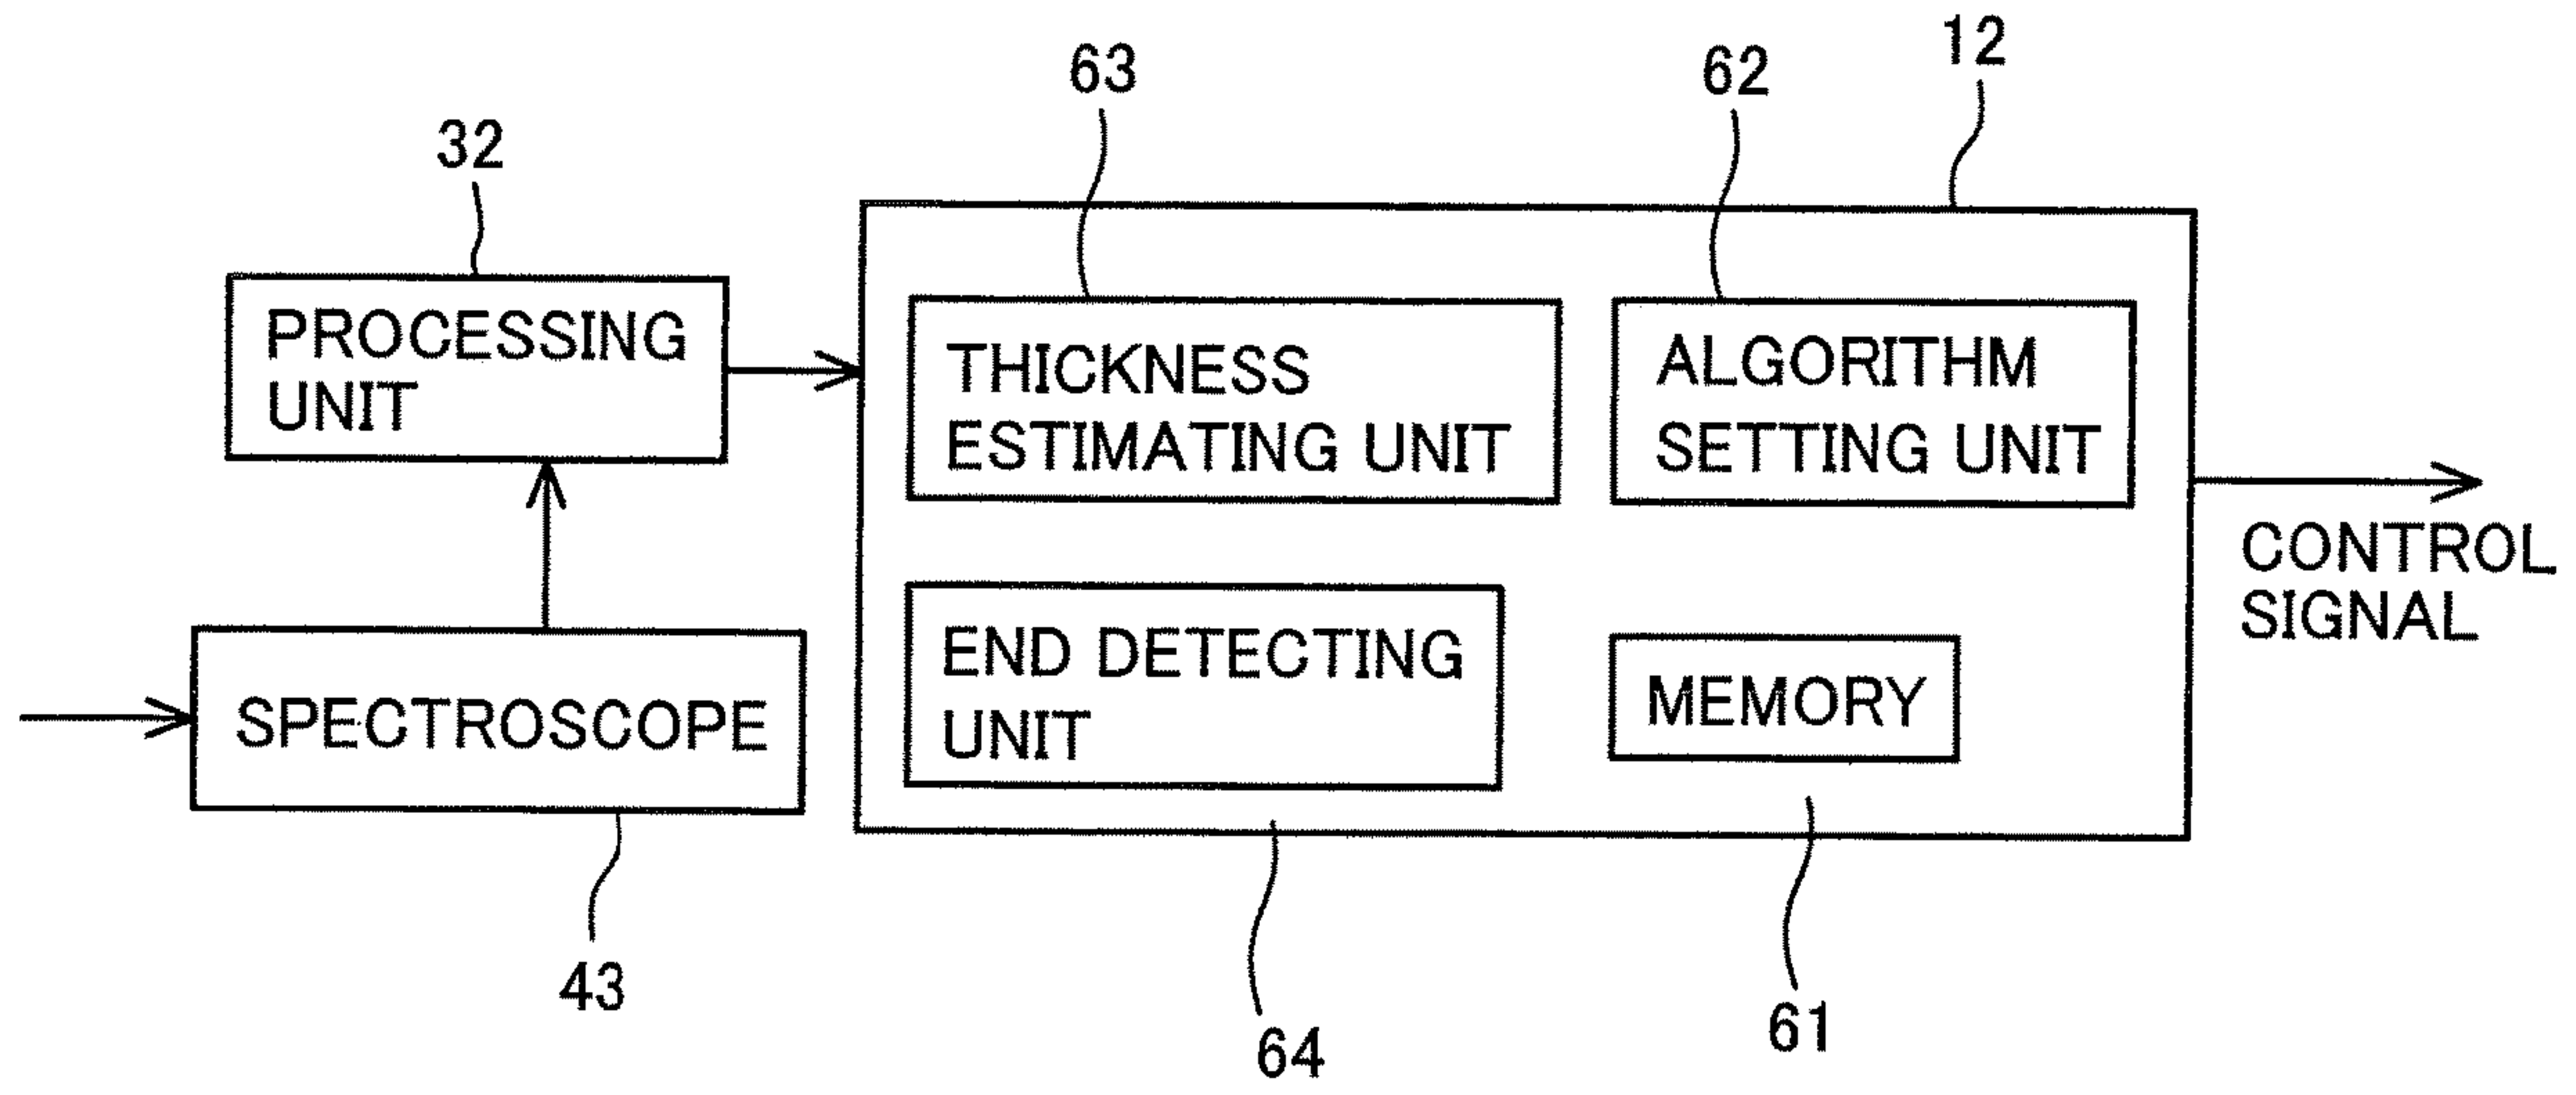 12
63
62
32
PROCESSING
UNIT
THICKNESS
ESTIMATING UNIT
ALGORITHM
SETTING UNIT
CONTROL
SIGNAL
SPECTROSCOPE
END DETECTING
UNIT
MEMORY
43
64
61